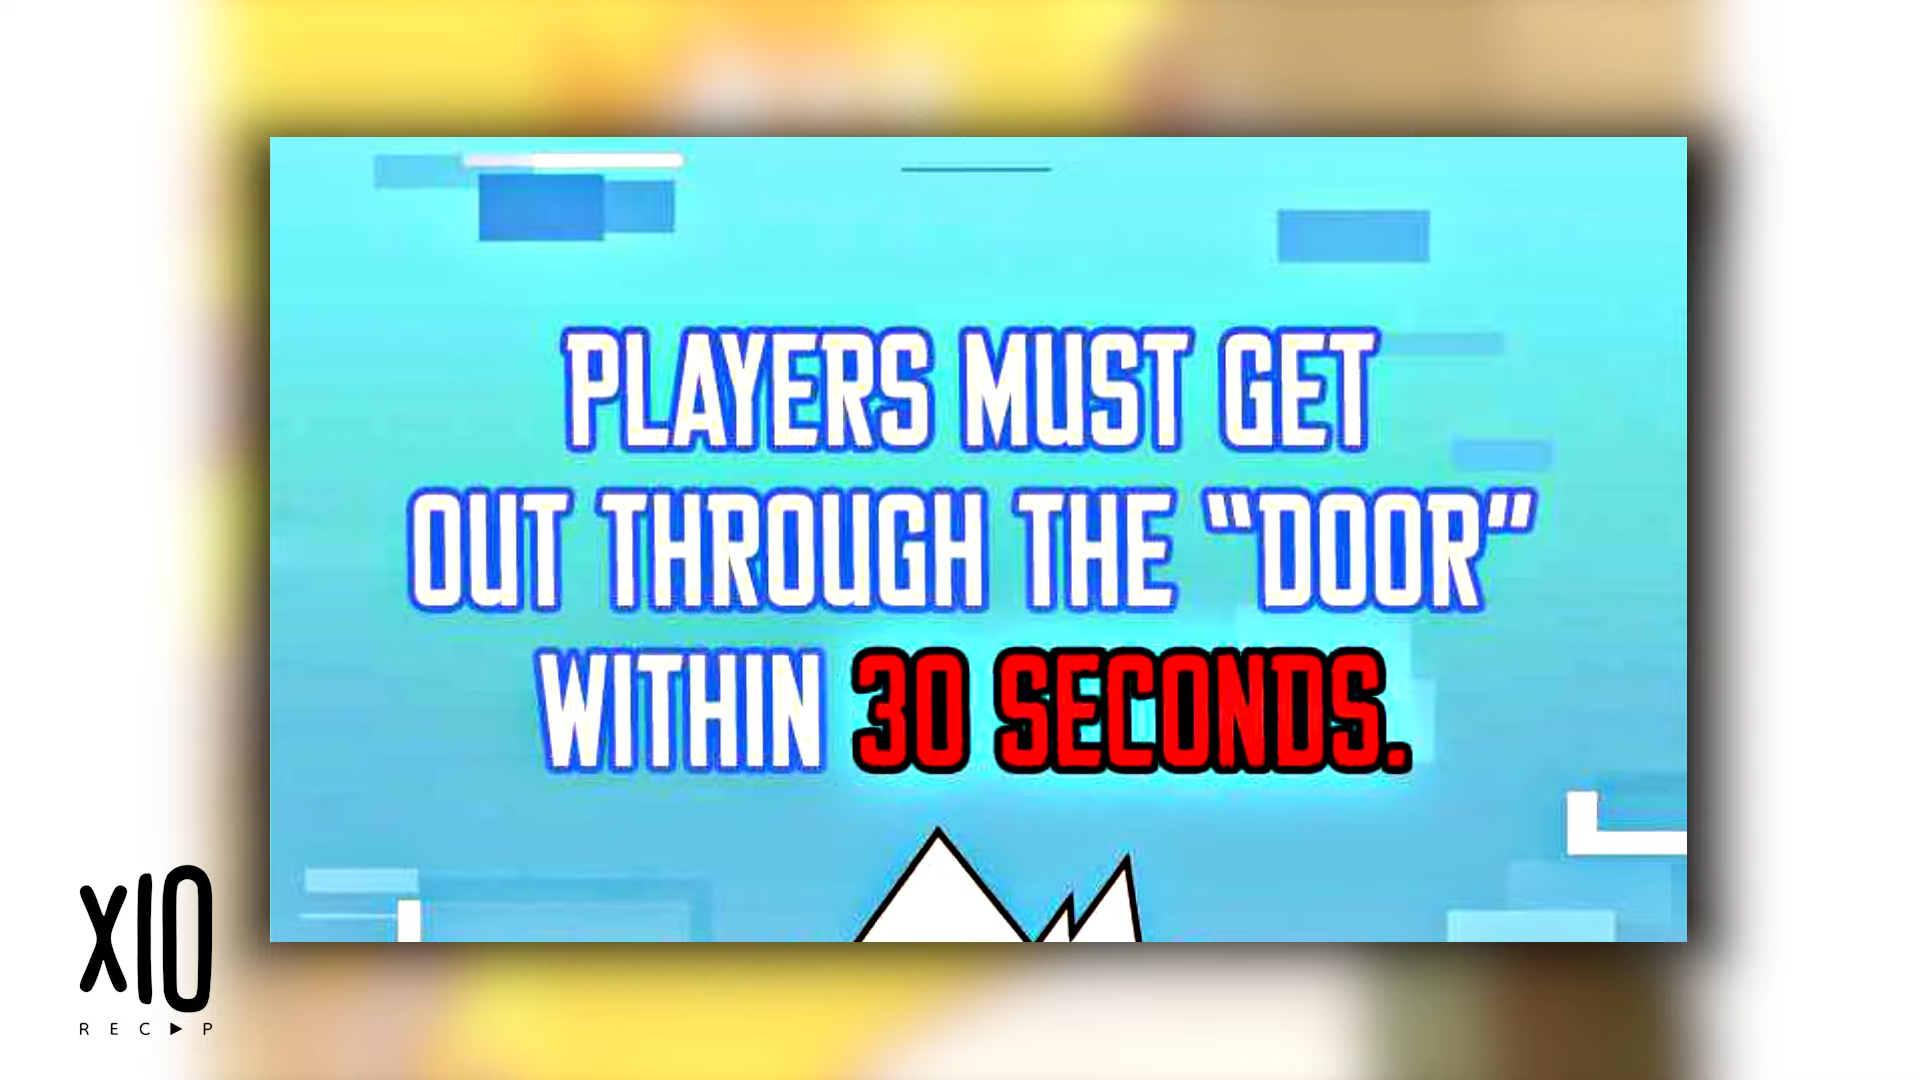 PLAYERS MUST GET
OUT THROUGH THE “DOOR”
WITHIN 30 SECONDS.
X10
RECAP